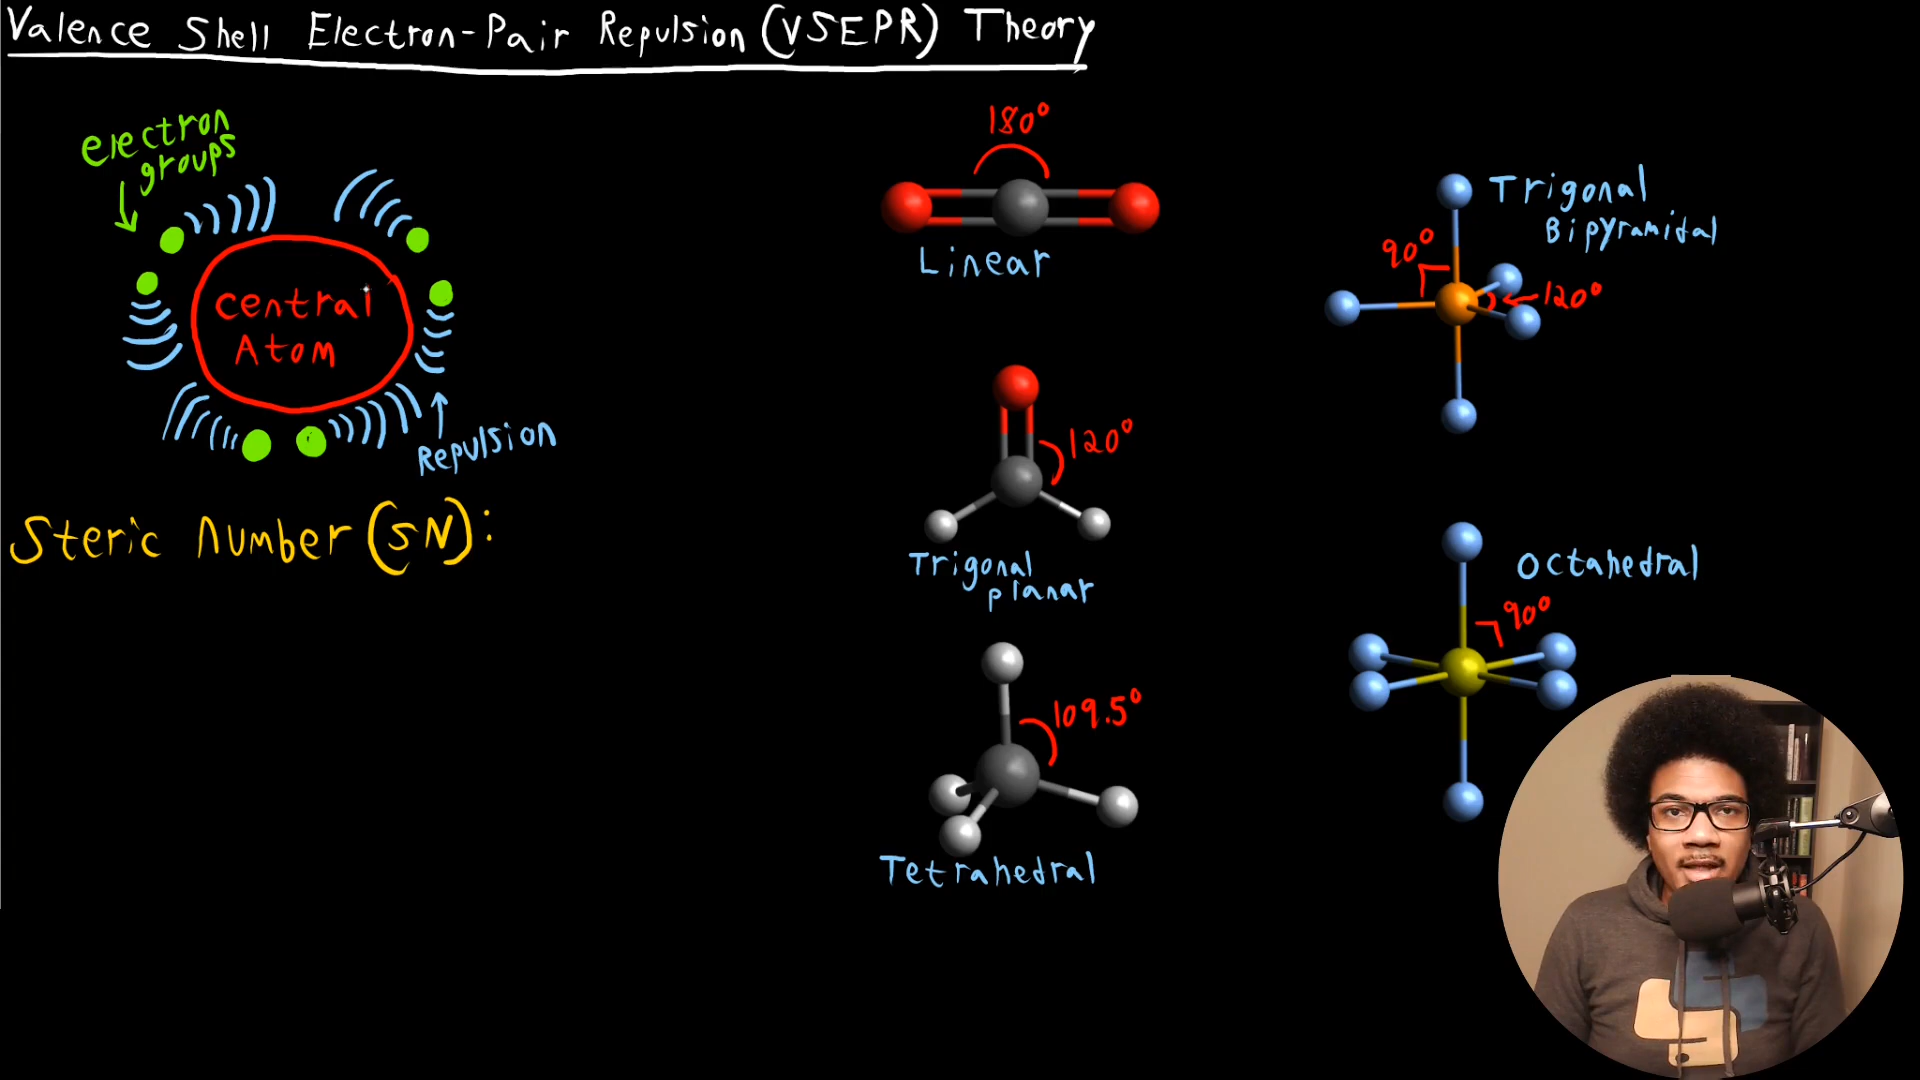 Valence Shell Electron-Pair Repulsion (VSEPR) Theory
electron
groups
central
Atom
Repulsion
Steric Number (SN):
180°
Linear
120°
Trigonal
planar
109.5°
Tetrahedral
Trigonal
Bipyramidal
90°
120°
Octahedral
90°